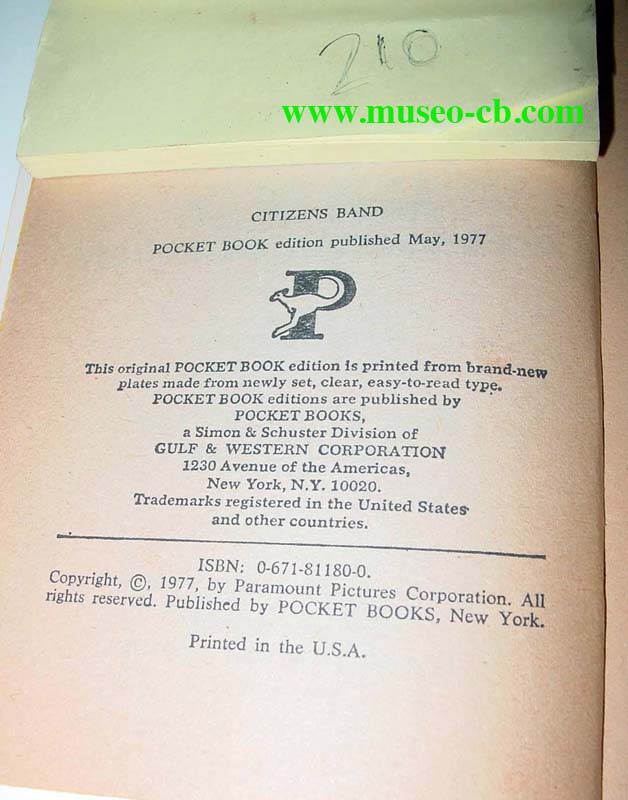 210
www.museo-cb.com
CITIZENS BAND
POCKET BOOK edition published May, 1977
P
This original POCKET BOOK edition is printed from brand-new
plates made from newly set, clear, easy-to-read type.
POCKET BOOK editions are published by
POCKET BOOKS,
a Simon & Schuster Division of
GULF & WESTERN CORPORATION
1230 Avenue of the Americas,
New York, N.Y. 10020.
Trademarks registered in the United States
and other countries.
ISBN: 0-671-81180-0.
Copyright, ©, 1977, by Paramount Pictures Corporation. All
rights reserved. Published by POCKET BOOKS, New York.
Printed in the U.S.A.